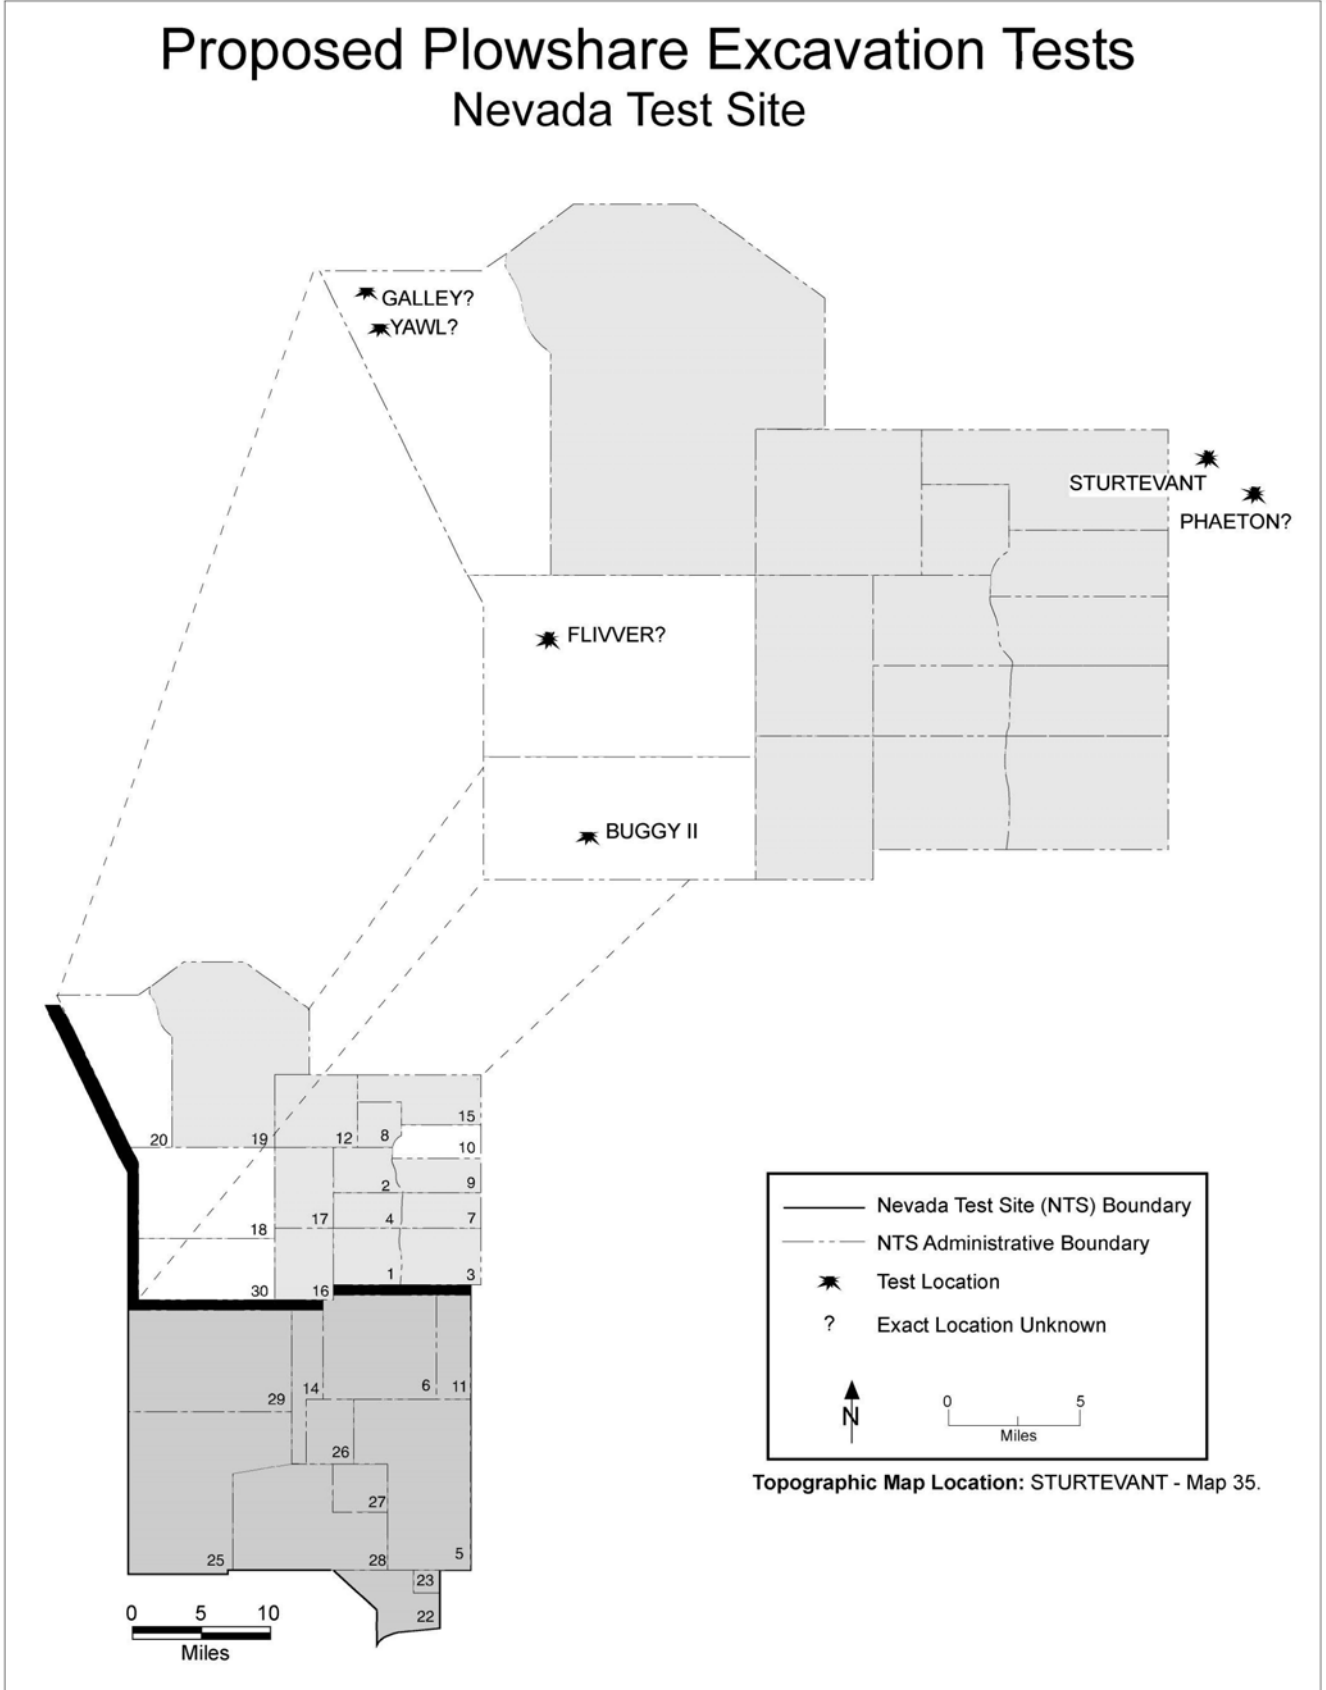 Proposed Plowshare Excavation Tests
Nevada Test Site
GALLEY?
YAWL?
STURTEVANT
PHAETON?
FLIVVER?
BUGGY II
15
20
19
12
8
10
2
9
18
17
4
7
30
16
1
3
29
14
6
11
26
27
25
28
5
23
22
0 5 10
Miles
Nevada Test Site (NTS) Boundary
NTS Administrative Boundary
Test Location
? Exact Location Unknown
N
0 5
Miles
Topographic Map Location: STURTEVANT - Map 35.